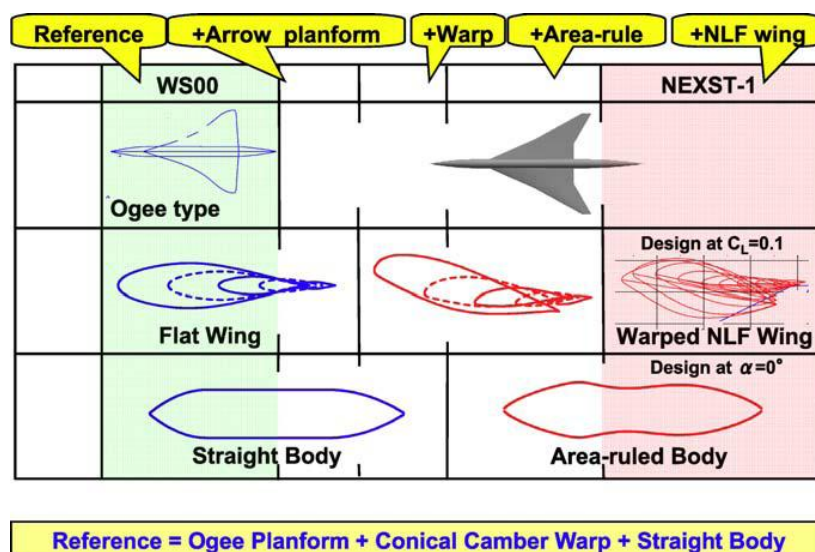 Reference
+Arrow planform
+Warp
+Area-rule
+NLF wing
WS00
NEXST-1
Ogee type
Design at CL=0.1
Flat Wing
Warped NLF Wing
Design at α=0°
Straight Body
Area-ruled Body
Reference = Ogee Planform + Conical Camber Warp + Straight Body